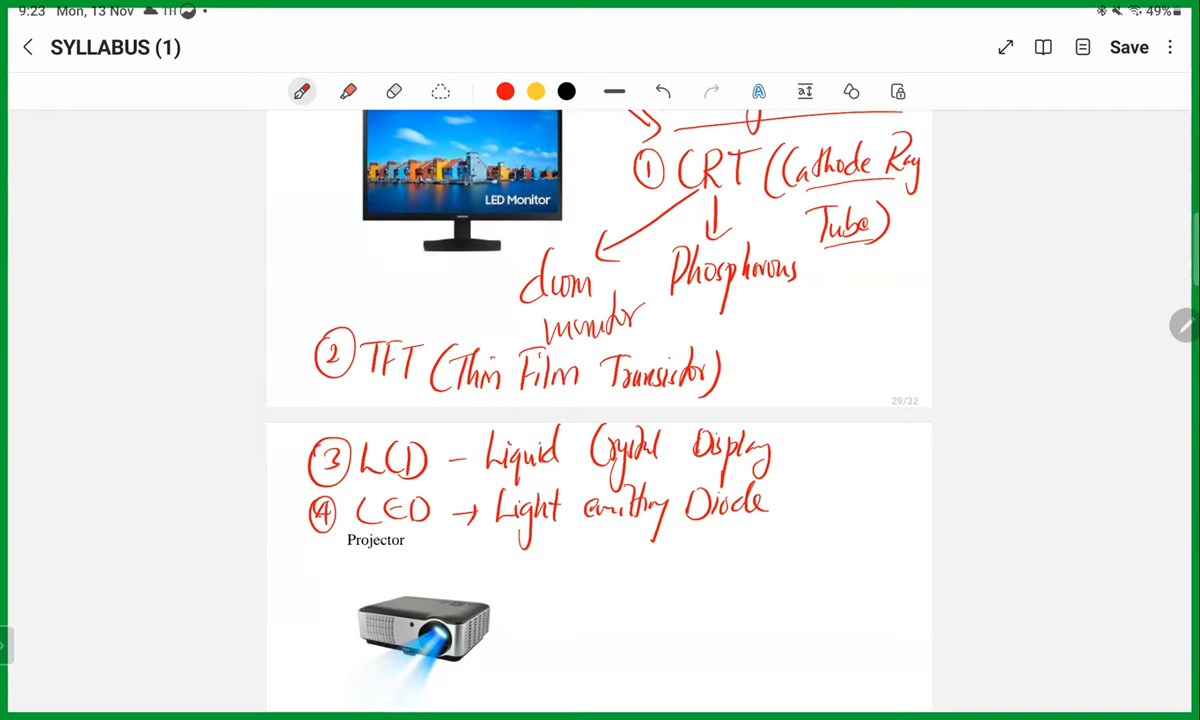 9:23 Mon, 13 Nov TH •
49%
SYLLABUS (1)
Save
LED Monitor
① CRT (Cathode Ray
Tube)
Phosphorous
monitor
② TFT (Thin Film Transistor)
29/32
③ LCD – Liquid Crystal Display
④ LED → Light emitting Diode
Projector